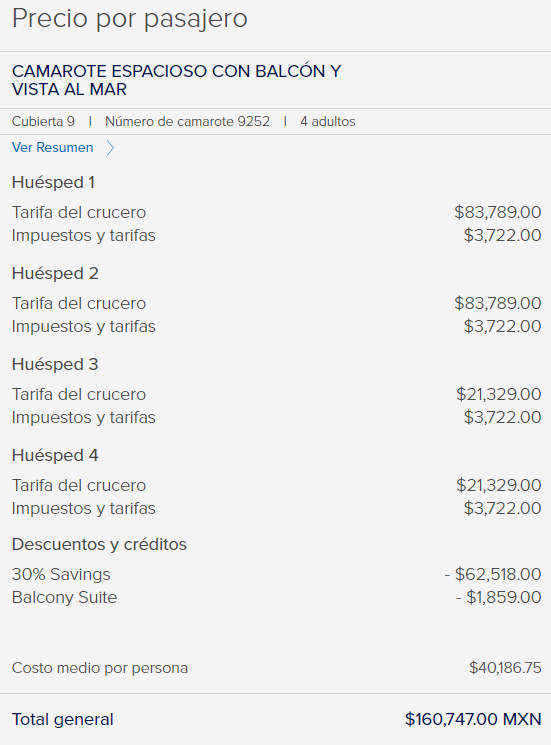 Precio por pasajero
CAMAROTE ESPACIOSO CON BALCÓN Y
VISTA AL MAR
Cubierta 9 | Número de camarote 9252 | 4 adultos
Ver Resumen
Huésped 1
Tarifa del crucero $83,789.00
Impuestos y tarifas $3,722.00
Huésped 2
Tarifa del crucero $83,789.00
Impuestos y tarifas $3,722.00
Huésped 3
Tarifa del crucero $21,329.00
Impuestos y tarifas $3,722.00
Huésped 4
Tarifa del crucero $21,329.00
Impuestos y tarifas $3,722.00
Descuentos y créditos
30% Savings - $62,518.00
Balcony Suite - $1,859.00
Costo medio por persona $40,186.75
Total general $160,747.00 MXN